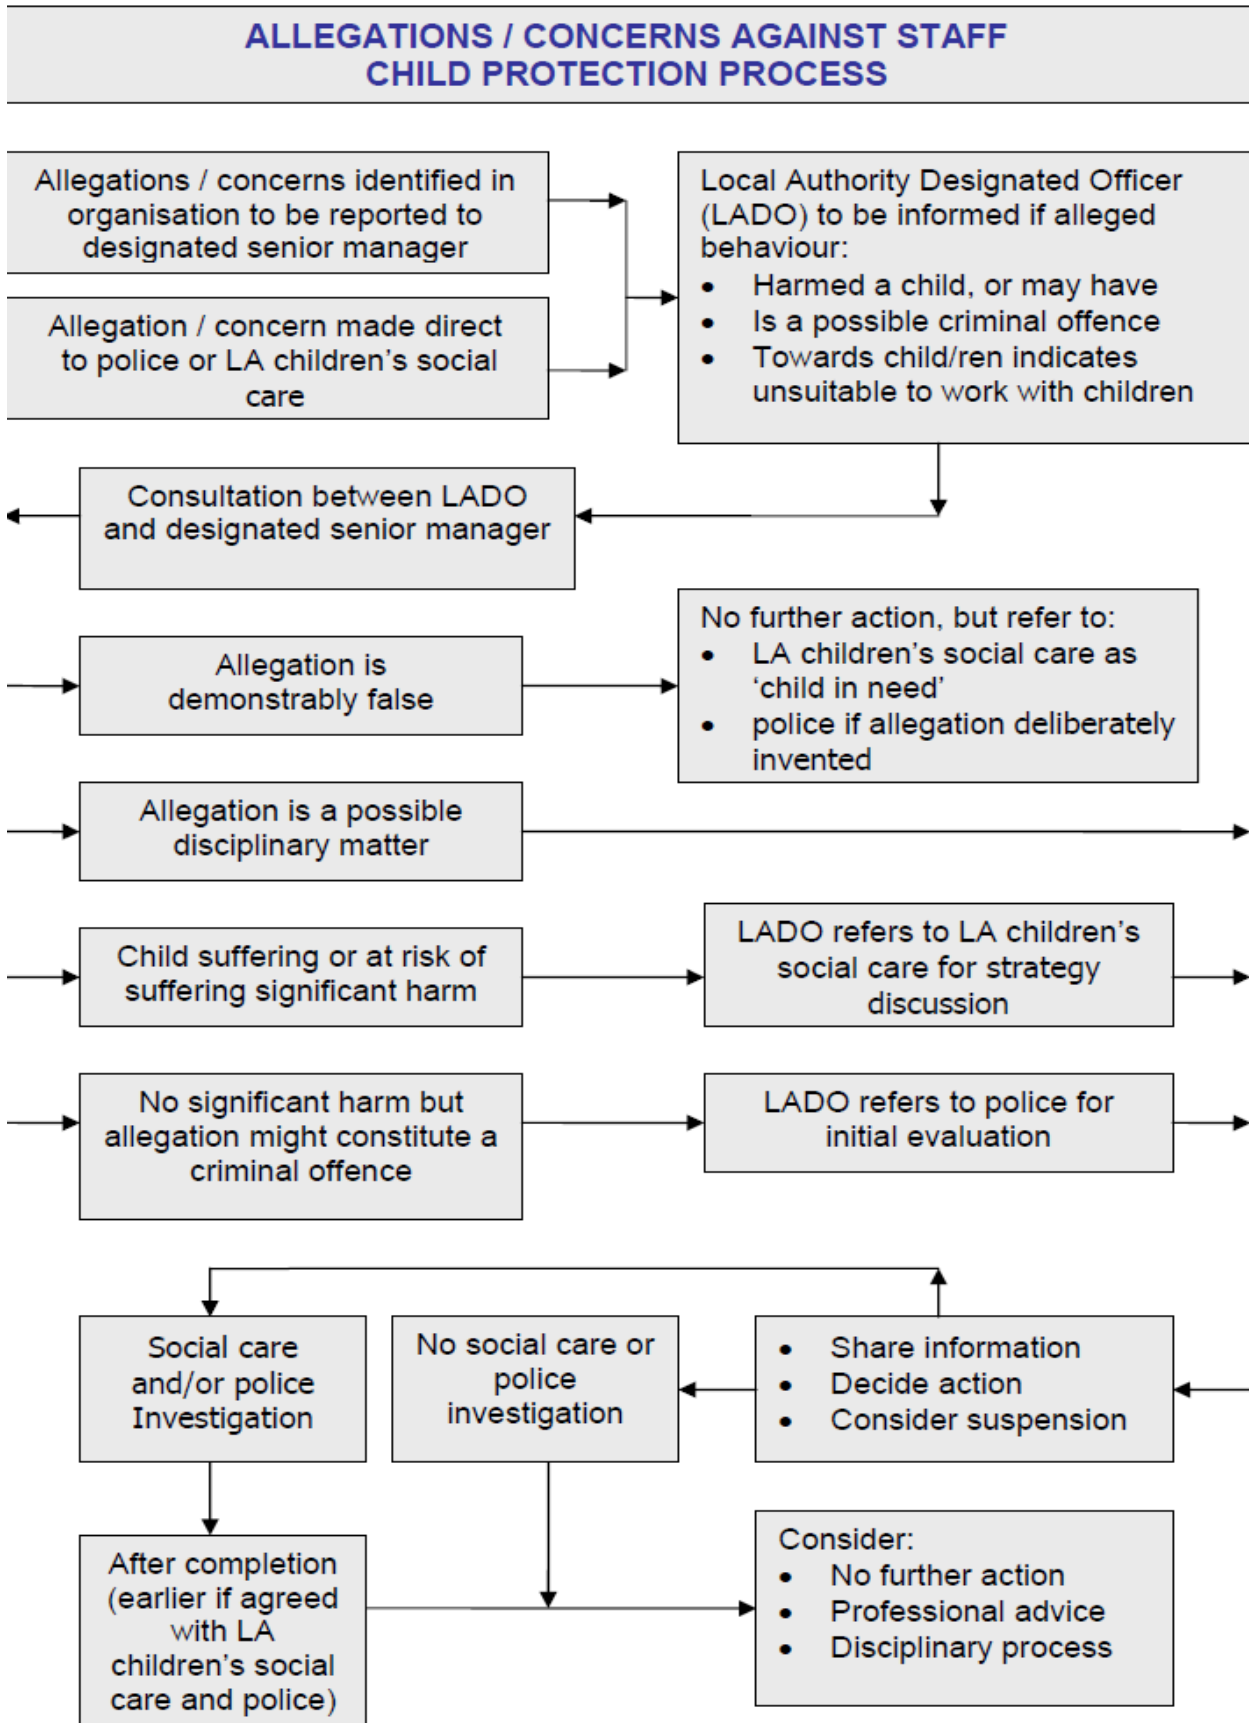 ALLEGATIONS / CONCERNS AGAINST STAFF
CHILD PROTECTION PROCESS
Allegations / concerns identified in
organisation to be reported to
designated senior manager
Allegation / concern made direct
to police or LA children's social
care
Local Authority Designated Officer
(LADO) to be informed if alleged
behaviour:
• Harmed a child, or may have
• Is a possible criminal offence
• Towards child/ren indicates
unsuitable to work with children
Consultation between LADO
and designated senior manager
Allegation is
demonstrably false
No further action, but refer to:
• LA children's social care as
'child in need'
• police if allegation deliberately
invented
Allegation is a possible
disciplinary matter
Child suffering or at risk of
suffering significant harm
LADO refers to LA children's
social care for strategy
discussion
No significant harm but
allegation might constitute a
criminal offence
LADO refers to police for
initial evaluation
Social care
and/or police
Investigation
No social care or
police
investigation
• Share information
• Decide action
• Consider suspension
After completion
(earlier if agreed
with LA
children's social
care and police)
Consider:
• No further action
• Professional advice
• Disciplinary process